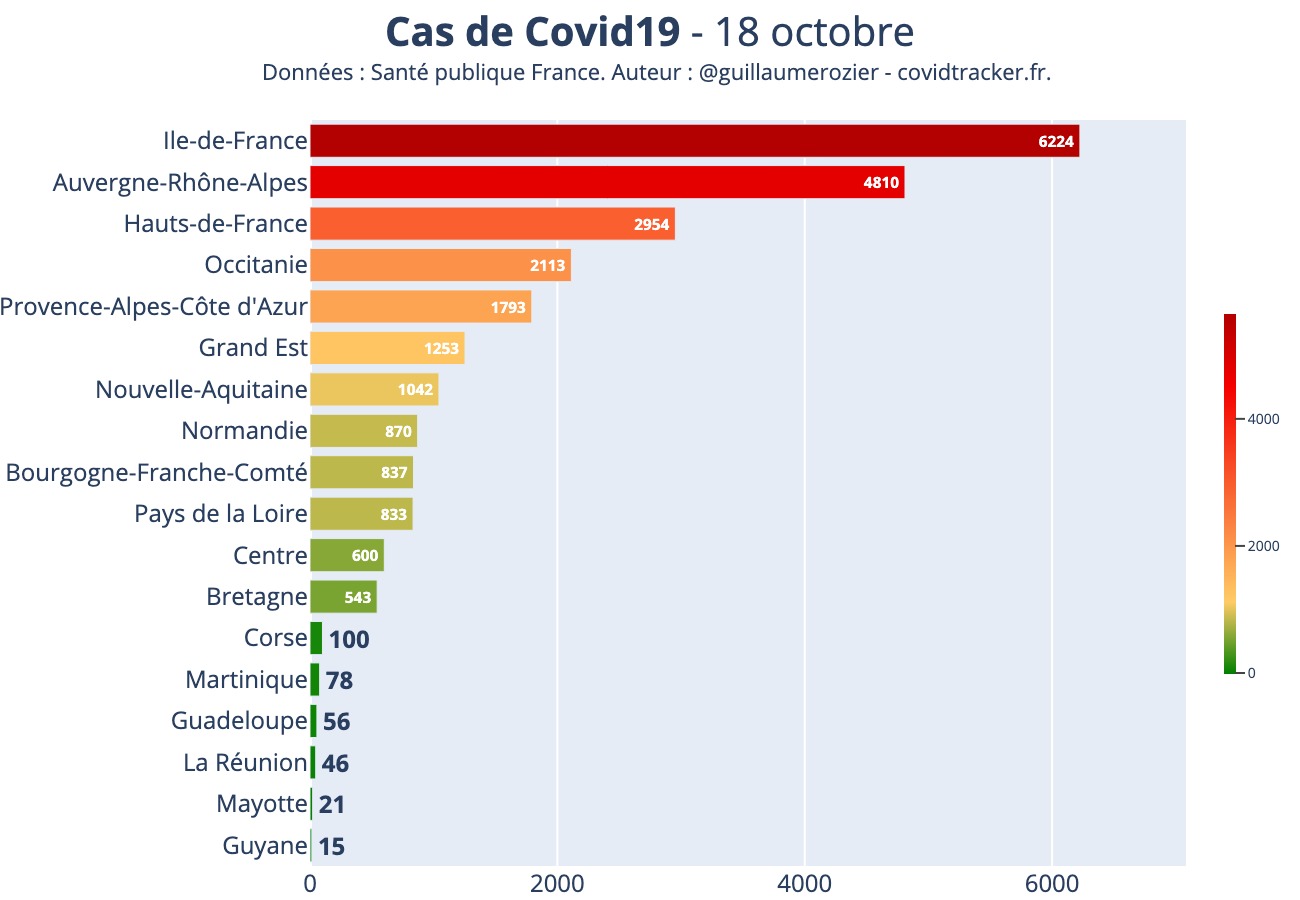 Cas de Covid19 - 18 octobre
Données : Santé publique France. Auteur : @guillaumerozier - covidtracker.fr.
Ile-de-France 6224
Auvergne-Rhône-Alpes 4810
Hauts-de-France 2954
Occitanie 2113
Provence-Alpes-Côte d'Azur 1793
Grand Est 1253
Nouvelle-Aquitaine 1042
Normandie 870
Bourgogne-Franche-Comté 837
Pays de la Loire 833
Centre 600
Bretagne 543
Corse 100
Martinique 78
Guadeloupe 56
La Réunion 46
Mayotte 21
Guyane 15
0 2000 4000 6000
4000
2000
0